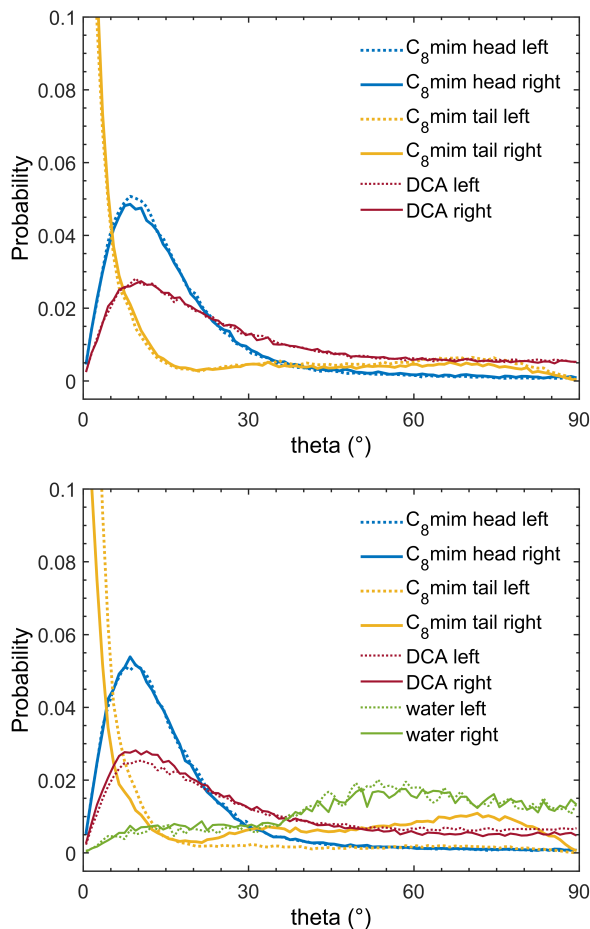 0.1
0.08
0.06
0.04
0.02
0
Probability
C8mim head left
C8mim head right
C8mim tail left
C8mim tail right
DCA left
DCA right
0 30 60 90
theta (°)
0.1
0.08
0.06
0.04
0.02
0
Probability
C8mim head left
C8mim head right
C8mim tail left
C8mim tail right
DCA left
DCA right
water left
water right
0 30 60 90
theta (°)